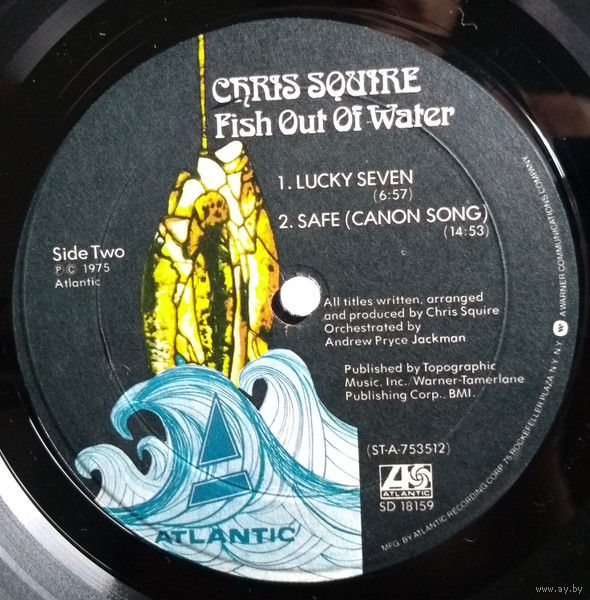 CHRIS SQUIRE
Fish Out Of Water
1. LUCKY SEVEN
(6:57)
2. SAFE (CANON SONG)
(14:53)
Side Two
Ⓟ Ⓒ 1975
Atlantic
All titles written, arranged
and produced by Chris Squire
Orchestrated by
Andrew Pryce Jackman
Published by Topographic
Music, Inc./Warner-Tamerlane
Publishing Corp., BMI.
(ST-A-753512)
ATLANTIC
SD 18159
ATLANTIC
MFG. BY ATLANTIC RECORDING CORP. 75 ROCKEFELLER PLAZA, N.Y. N.Y. W A WARNER COMMUNICATIONS COMPANY
www.ay.by